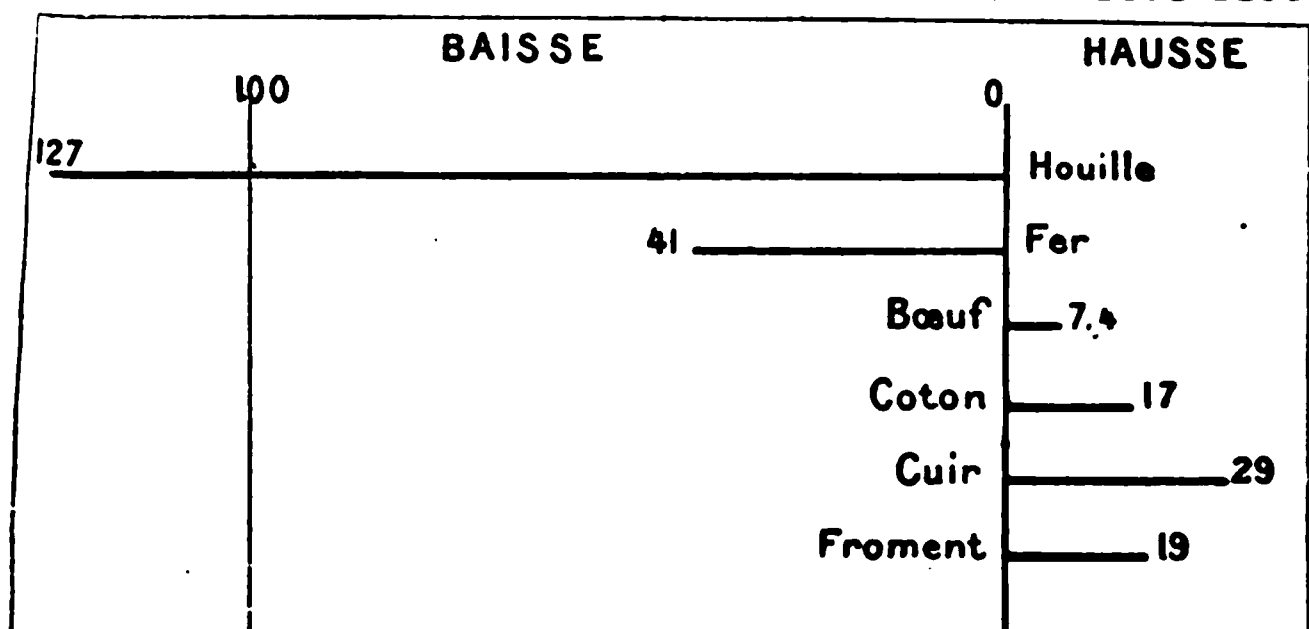 BAISSE HAUSSE
100 0
127 Houille
41 Fer
Bœuf 7.4
Coton 17
Cuir 29
Froment 19